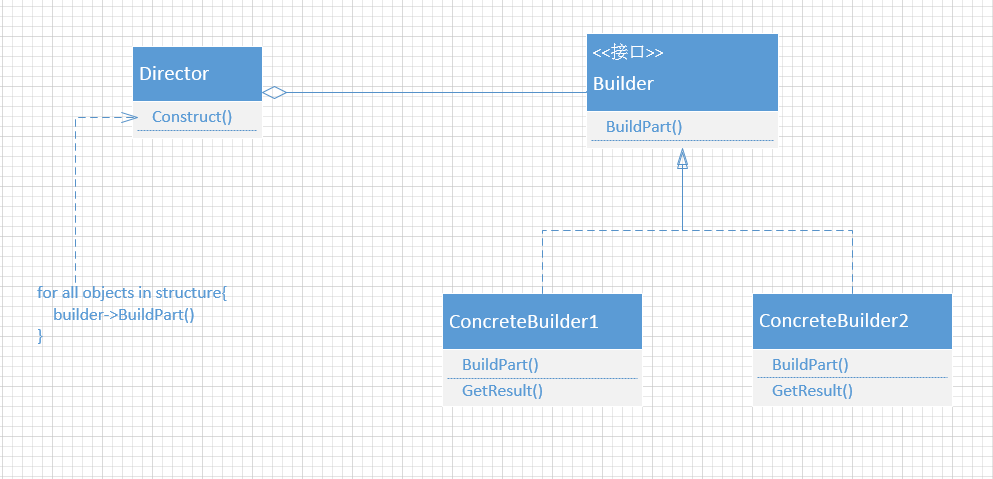 Director
Construct()
<<接口>>
Builder
BuildPart()
for all objects in structure{
builder->BuildPart()
}
ConcreteBuilder1
BuildPart()
GetResult()
ConcreteBuilder2
BuildPart()
GetResult()